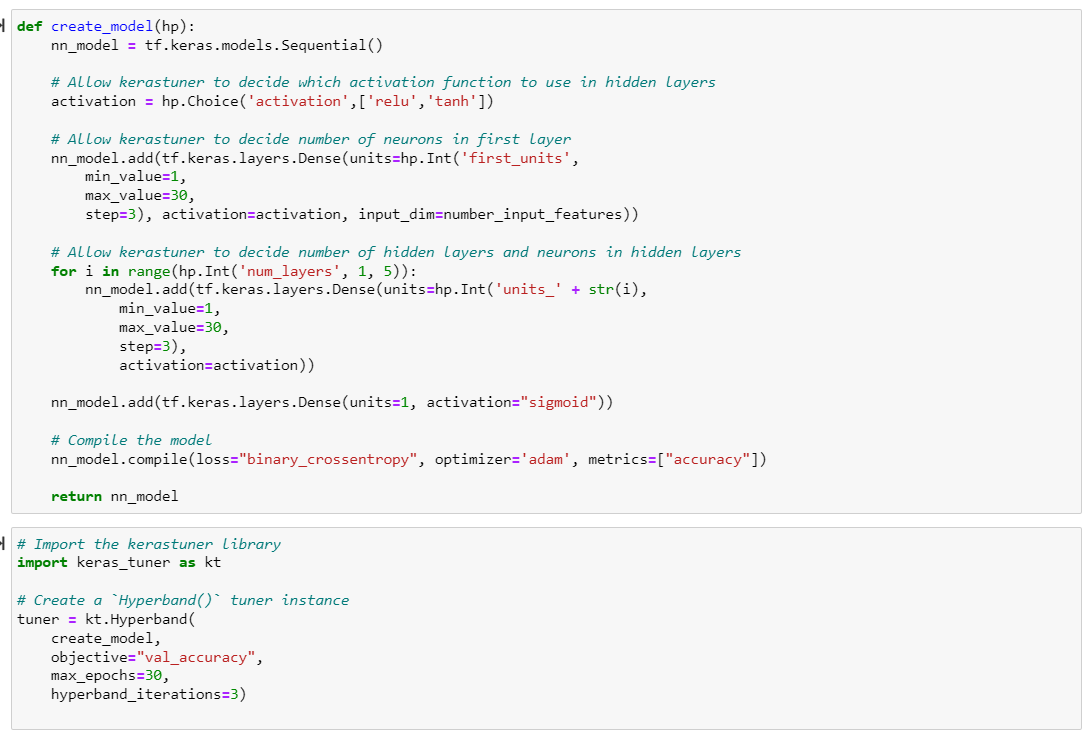 def create_model(hp):
    nn_model = tf.keras.models.Sequential()
    # Allow kerastuner to decide which activation function to use in hidden layers
    activation = hp.Choice('activation',['relu','tanh'])
    # Allow kerastuner to decide number of neurons in first layer
    nn_model.add(tf.keras.layers.Dense(units=hp.Int('first_units',
        min_value=1,
        max_value=30,
        step=3), activation=activation, input_dim=number_input_features))
    # Allow kerastuner to decide number of hidden layers and neurons in hidden layers
    for i in range(hp.Int('num_layers', 1, 5)):
        nn_model.add(tf.keras.layers.Dense(units=hp.Int('units_' + str(i),
            min_value=1,
            max_value=30,
            step=3),
            activation=activation))
    nn_model.add(tf.keras.layers.Dense(units=1, activation="sigmoid"))
    # Compile the model
    nn_model.compile(loss="binary_crossentropy", optimizer='adam', metrics=["accuracy"])
    return nn_model
# Import the kerastuner library
import keras_tuner as kt
# Create a `Hyperband()` tuner instance
tuner = kt.Hyperband(
    create_model,
    objective="val_accuracy",
    max_epochs=30,
    hyperband_iterations=3)